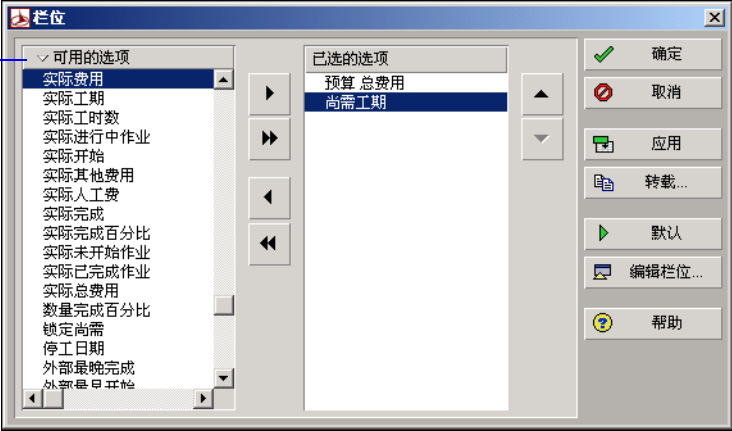 栏位
可用的选项
实际费用
实际工期
实际工时数
实际进行中作业
实际开始
实际其他费用
实际人工费
实际完成
实际完成百分比
实际未开始作业
实际已完成作业
实际总费用
数量完成百分比
锁定尚需
停工日期
外部最晚完成
外部最早开始
已选的选项
预算 总费用
尚需工期
确定
取消
应用
转载...
默认
编辑栏位...
帮助